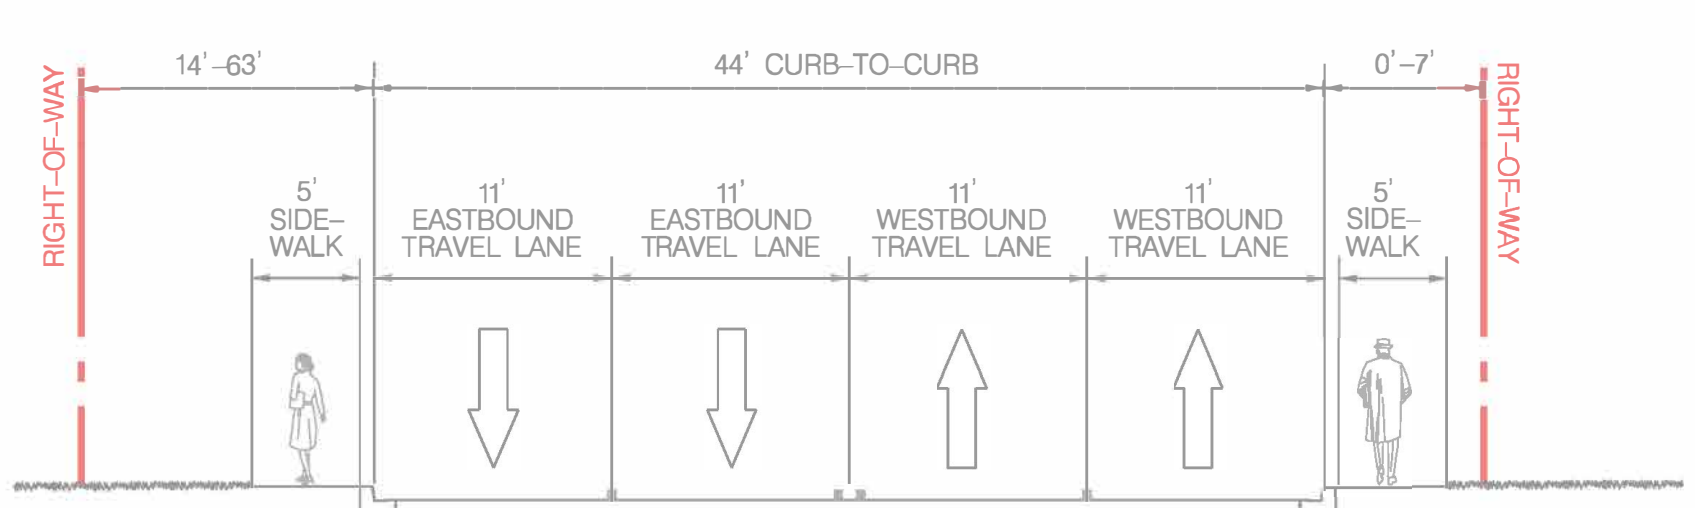 14'-63'
44' CURB-TO-CURB
0'-7'
RIGHT-OF-WAY
RIGHT-OF-WAY
5'
SIDE-
WALK
11'
EASTBOUND
TRAVEL LANE
11'
EASTBOUND
TRAVEL LANE
11'
WESTBOUND
TRAVEL LANE
11'
WESTBOUND
TRAVEL LANE
5'
SIDE-
WALK